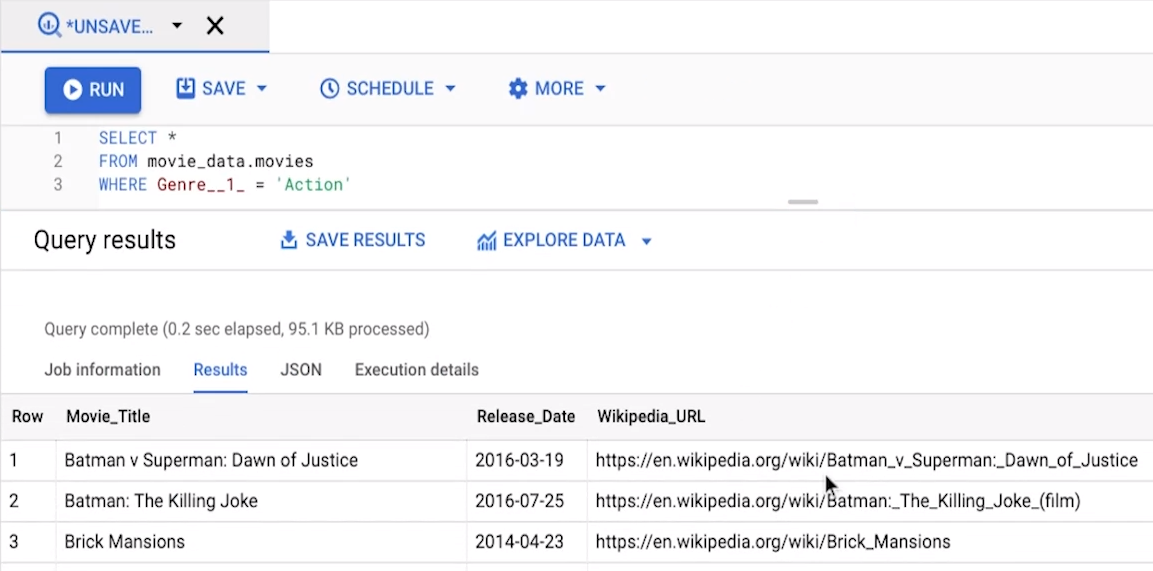 *UNSAVE...
RUN SAVE SCHEDULE MORE
1 SELECT *
2 FROM movie_data.movies
3 WHERE Genre__1_ = 'Action'
Query results SAVE RESULTS EXPLORE DATA
Query complete (0.2 sec elapsed, 95.1 KB processed)
Job information Results JSON Execution details
Row Movie_Title Release_Date Wikipedia_URL
1 Batman v Superman: Dawn of Justice 2016-03-19 https://en.wikipedia.org/wiki/Batman_v_Superman:_Dawn_of_Justice
2 Batman: The Killing Joke 2016-07-25 https://en.wikipedia.org/wiki/Batman:_The_Killing_Joke_(film)
3 Brick Mansions 2014-04-23 https://en.wikipedia.org/wiki/Brick_Mansions